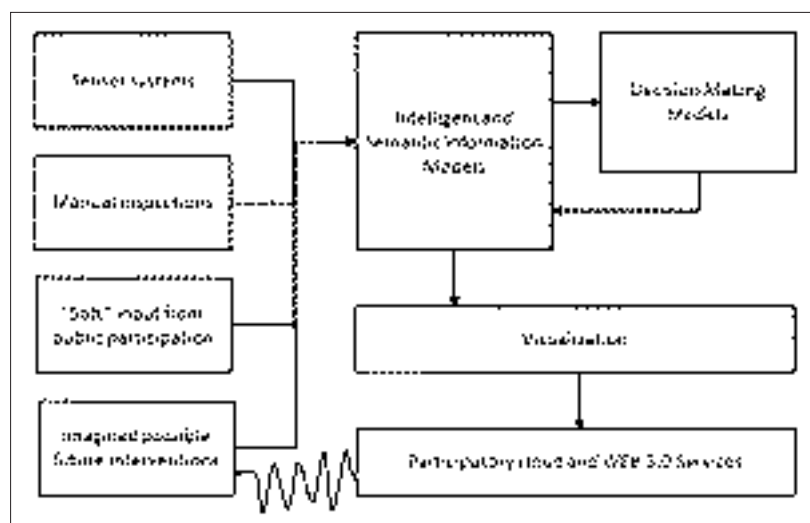 Sensor systems
Manual inspections
"Soft" input from
public participation
Imagined possible
future interventions
Intelligent and
Semantic Information
Models
Decision Making
Models
Visualisation
Participatory cloud and WEB 3.0 Services